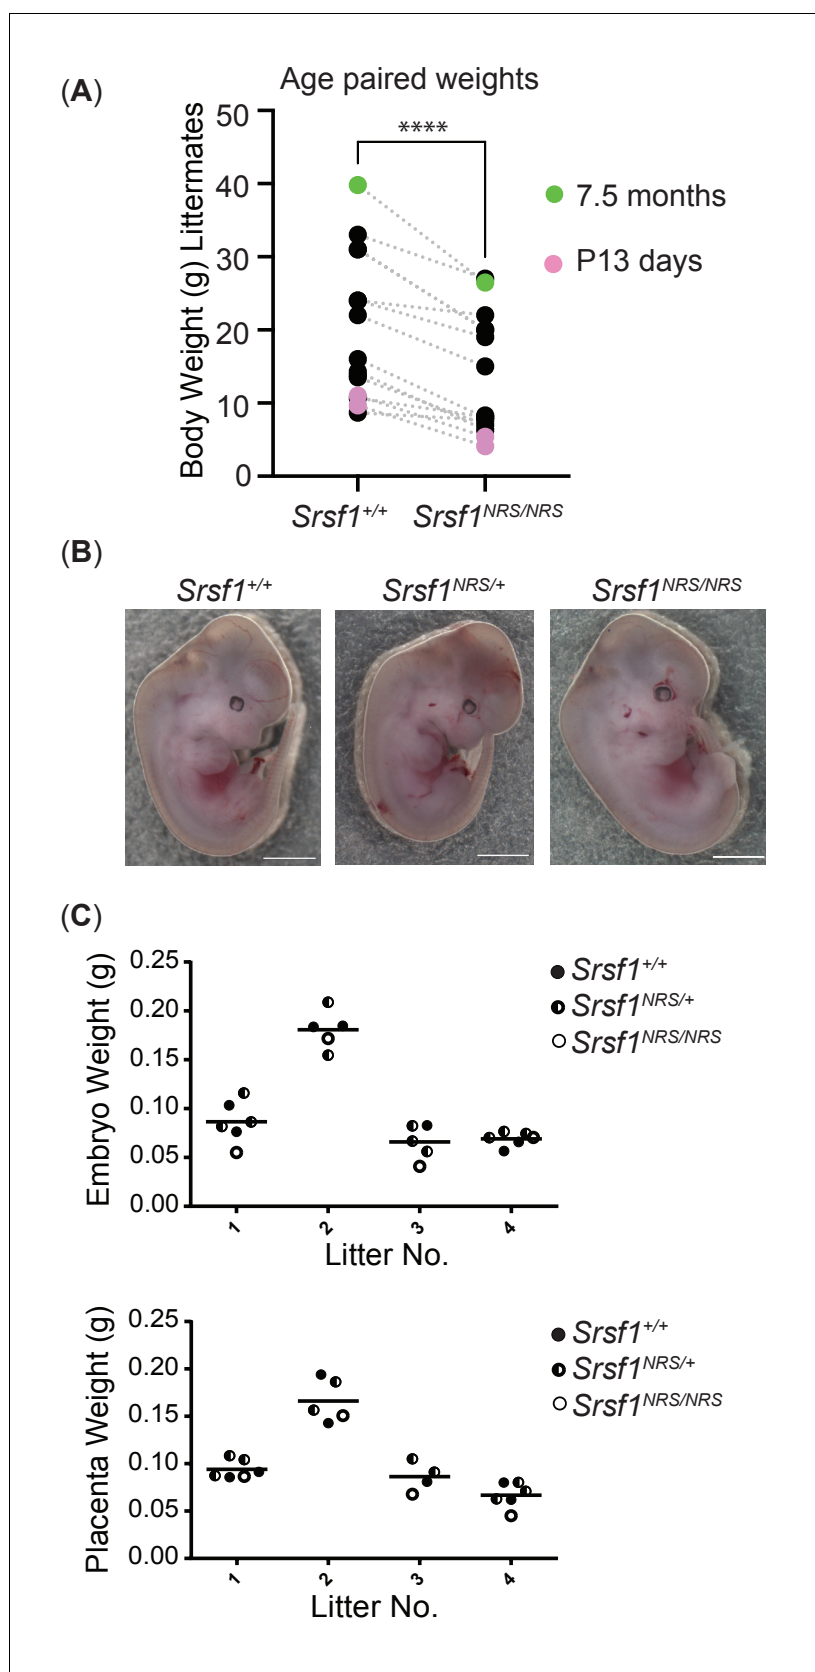 (A)
Age paired weights
Body Weight (g) Littermates
50
40
30
20
10
0
****
7.5 months
P13 days
Srsf1+/+
Srsf1NRS/NRS
(B)
Srsf1+/+
Srsf1NRS/+
Srsf1NRS/NRS
(C)
Embryo Weight (g)
0.25
0.20
0.15
0.10
0.05
0.00
1
2
3
4
Litter No.
Srsf1+/+
Srsf1NRS/+
Srsf1NRS/NRS
Placenta Weight (g)
0.25
0.20
0.15
0.10
0.05
0.00
1
2
3
4
Litter No.
Srsf1+/+
Srsf1NRS/+
Srsf1NRS/NRS